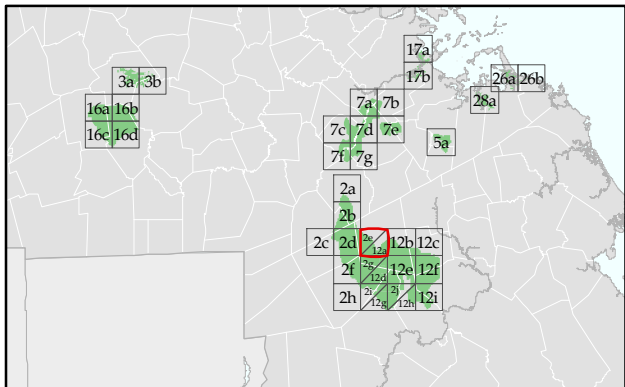 17a
3a 3b
17b
26a 26b
16a 16b
7a 7b
28a
16c 16d
7c 7d 7e
5a
7f 7g
2a
2b
2c 2d 2e 12a 12b 12c
2f 2g 12d 12e 12f
2h 2i 12g 2j 12h 12i